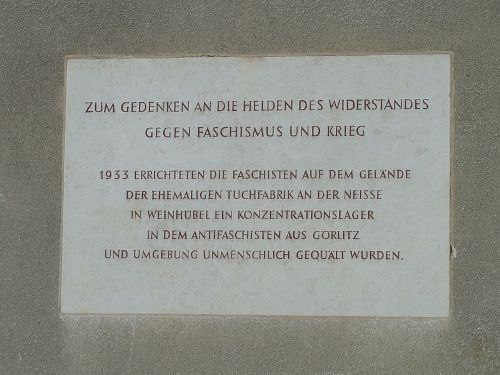 ZUM GEDENKEN AN DIE HELDEN DES WIDERSTANDES
GEGEN FASCHISMUS UND KRIEG
1933 ERRICHTETEN DIE FASCHISTEN AUF DEM GELÄNDE
DER EHEMALIGEN TUCHFABRIK AN DER NEISSE
IN WEINHÜBEL EIN KONZENTRATIONSLAGER
IN DEM ANTIFASCHISTEN AUS GÖRLITZ
UND UMGEBUNG UNMENSCHLICH GEQUÄLT WURDEN.